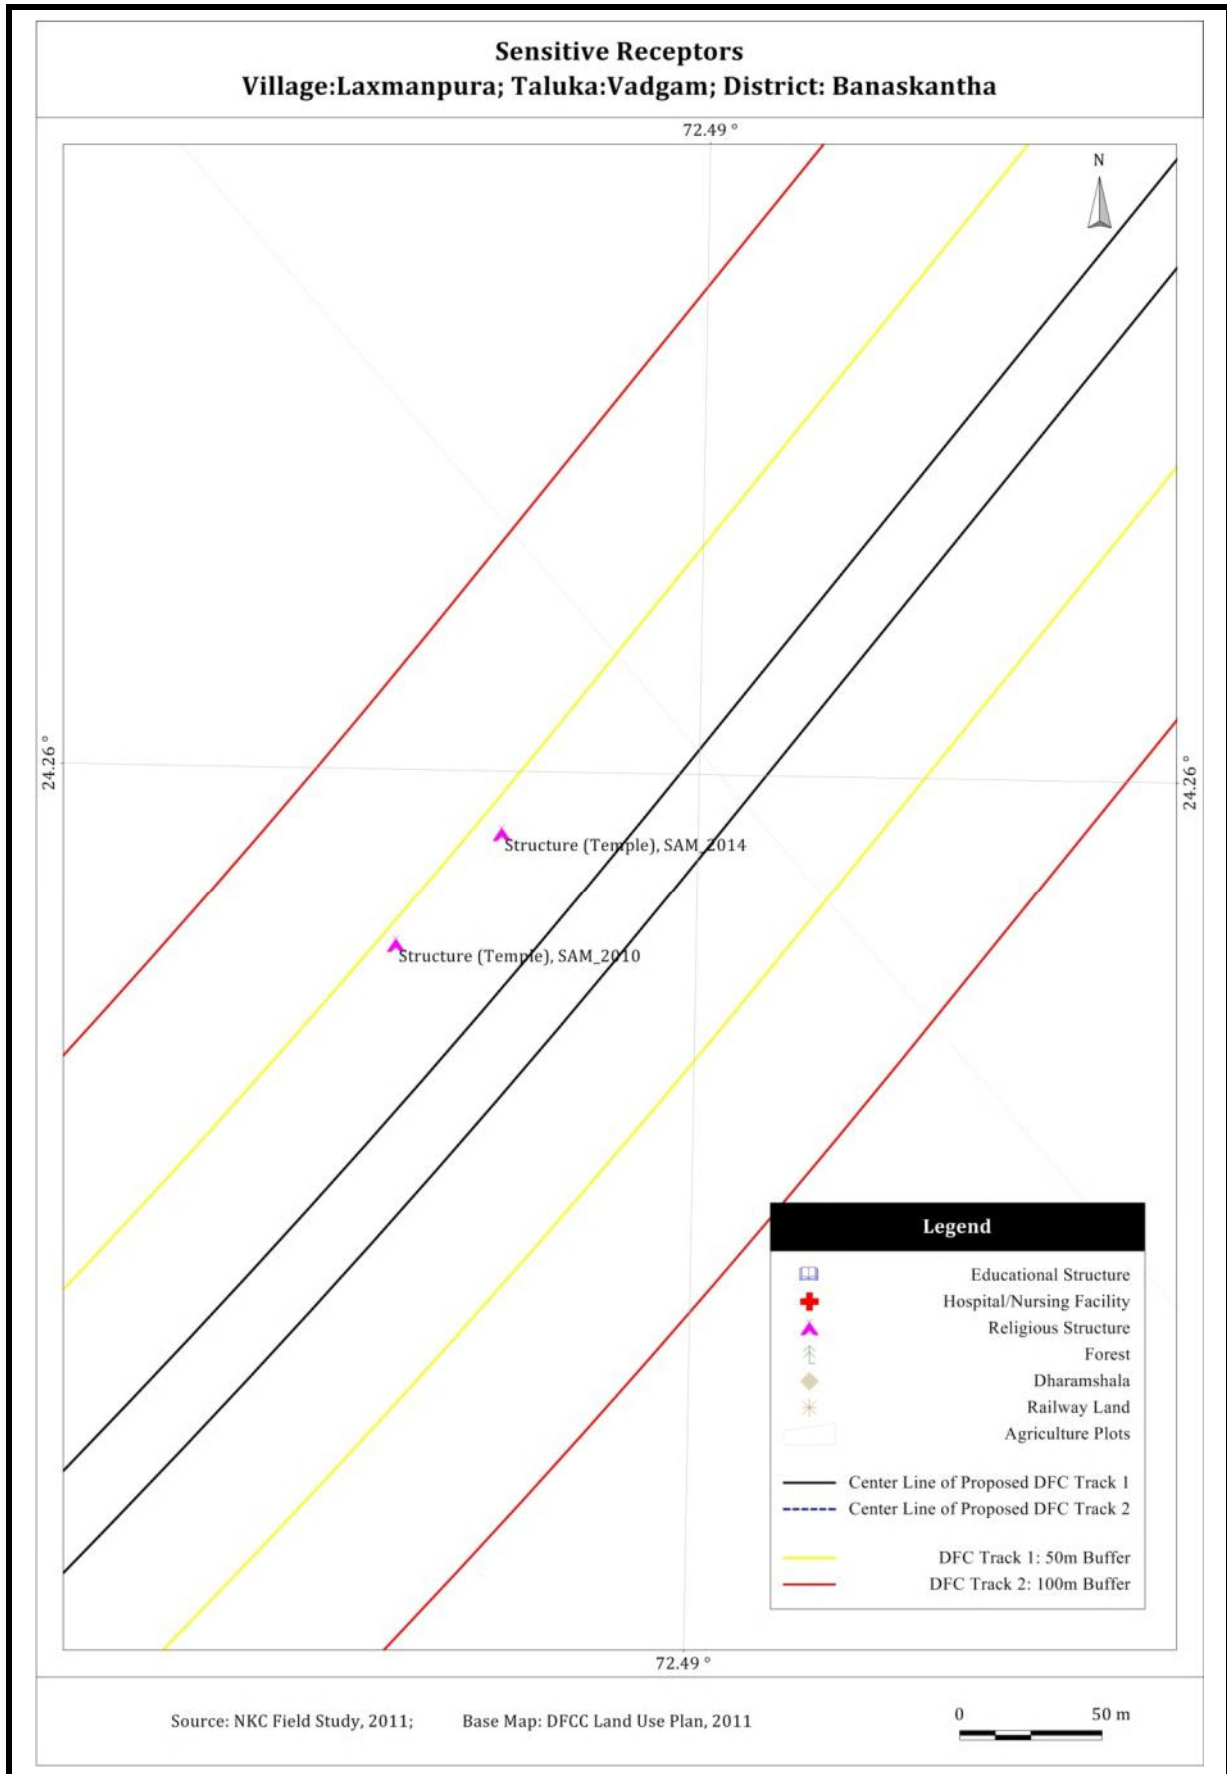 Sensitive Receptors
Village:Laxmanpura; Taluka:Vadgam; District: Banaskantha
72.49 °
N
24.26 °
24.26 °
Structure (Temple), SAM_2014
Structure (Temple), SAM_2010
Legend
Educational Structure
Hospital/Nursing Facility
Religious Structure
Forest
Dharamshala
Railway Land
Agriculture Plots
Center Line of Proposed DFC Track 1
Center Line of Proposed DFC Track 2
DFC Track 1: 50m Buffer
DFC Track 2: 100m Buffer
72.49 °
Source: NKC Field Study, 2011; Base Map: DFCC Land Use Plan, 2011
0 50 m